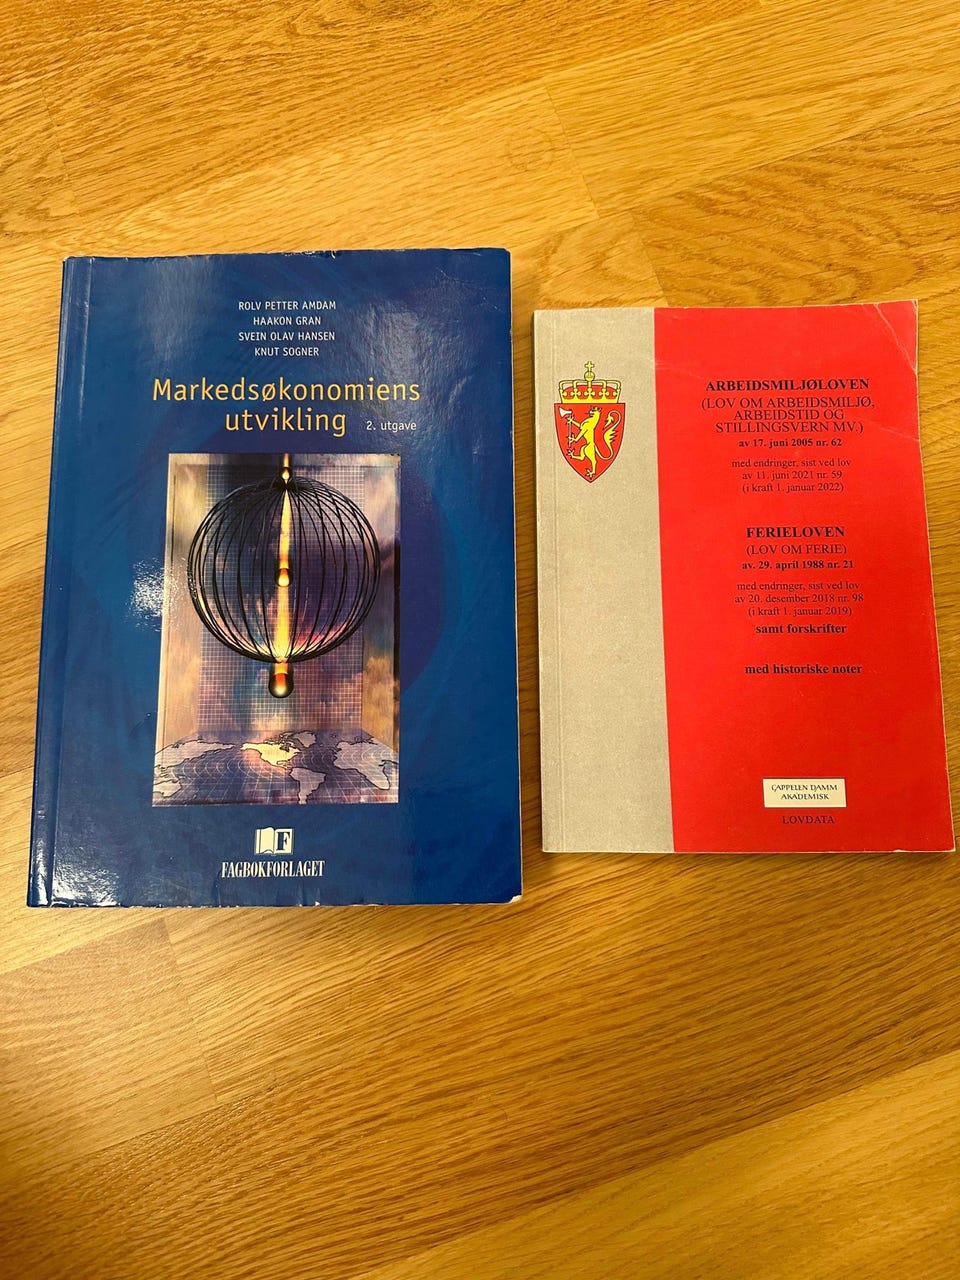 ROLV PETTER AMDAM
HAAKON GRAN
SVEIN OLAV HANSEN
KNUT SOGNER
Markedsøkonomiens
utvikling 2. utgave
F
FAGBOKFORLAGET
ARBEIDSMILJØLOVEN
(LOV OM ARBEIDSMILJØ,
ARBEIDSTID OG
STILLINGSVERN MV.)
av 17. juni 2005 nr. 62
med endringer, sist ved lov
av 11. juni 2021 nr. 59
(i kraft 1. januar 2022)
FERIELOVEN
(LOV OM FERIE)
av. 29. april 1988 nr. 21
med endringer, sist ved lov
av 20. desember 2018 nr. 98
(i kraft 1. januar 2019)
samt forskrifter
med historiske noter
CAPPELEN DAMM
AKADEMISK
LOVDATA